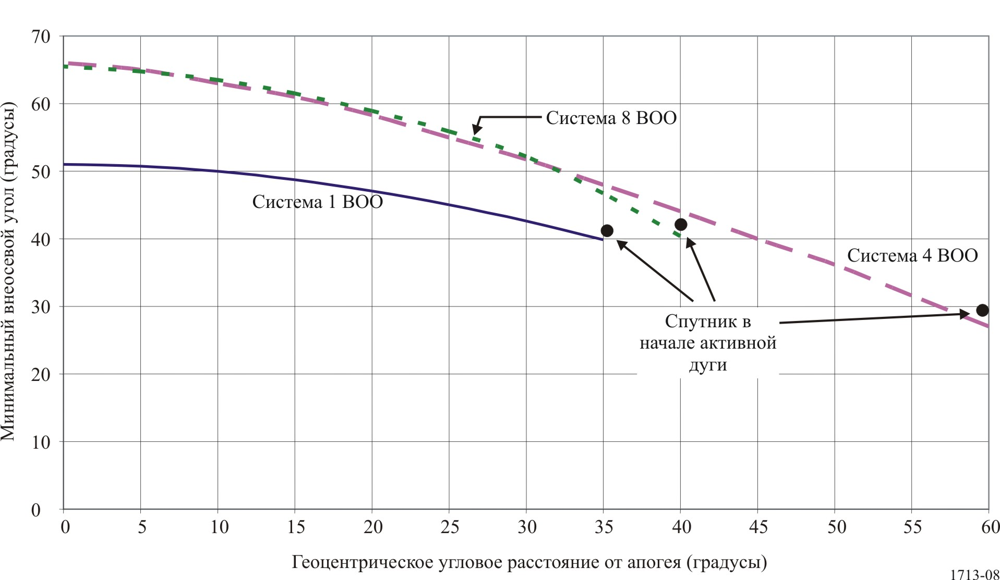 Минимальный внеосевой угол (градусы)
70
60
50
40
30
20
10
0
Система 8 ВОО
Система 1 ВОО
Система 4 ВОО
Спутник в
начале активной
дуги
0 5 10 15 20 25 30 35 40 45 50 55 60
Геоцентрическое угловое расстояние от апогея (градусы)
1713-08